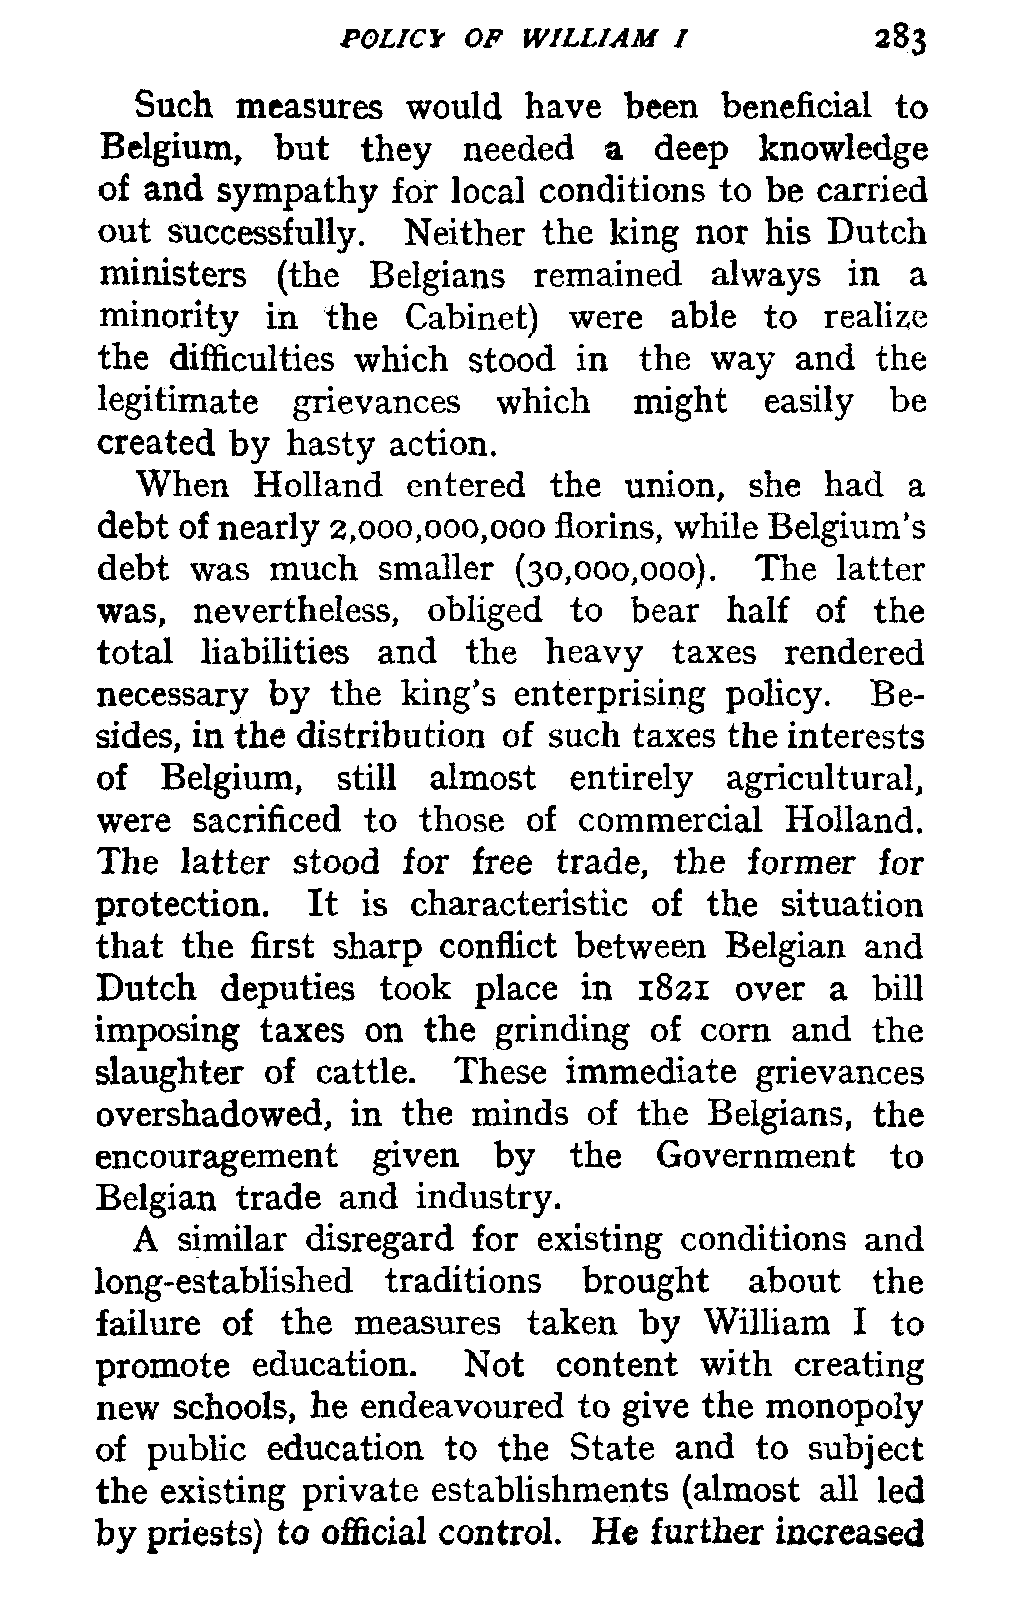 POLICY OF WILLIAM I 283
Such measures would have been beneficial to
Belgium, but they needed a deep knowledge
of and sympathy for local conditions to be carried
out successfully. Neither the king nor his Dutch
ministers (the Belgians remained always in a
minority in the Cabinet) were able to realize
the difficulties which stood in the way and the
legitimate grievances which might easily be
created by hasty action.
When Holland entered the union, she had a
debt of nearly 2,000,000,000 florins, while Belgium's
debt was much smaller (30,000,000). The latter
was, nevertheless, obliged to bear half of the
total liabilities and the heavy taxes rendered
necessary by the king's enterprising policy. Be-
sides, in the distribution of such taxes the interests
of Belgium, still almost entirely agricultural,
were sacrificed to those of commercial Holland.
The latter stood for free trade, the former for
protection. It is characteristic of the situation
that the first sharp conflict between Belgian and
Dutch deputies took place in 1821 over a bill
imposing taxes on the grinding of corn and the
slaughter of cattle. These immediate grievances
overshadowed, in the minds of the Belgians, the
encouragement given by the Government to
Belgian trade and industry.
A similar disregard for existing conditions and
long-established traditions brought about the
failure of the measures taken by William I to
promote education. Not content with creating
new schools, he endeavoured to give the monopoly
of public education to the State and to subject
the existing private establishments (almost all led
by priests) to official control. He further increased